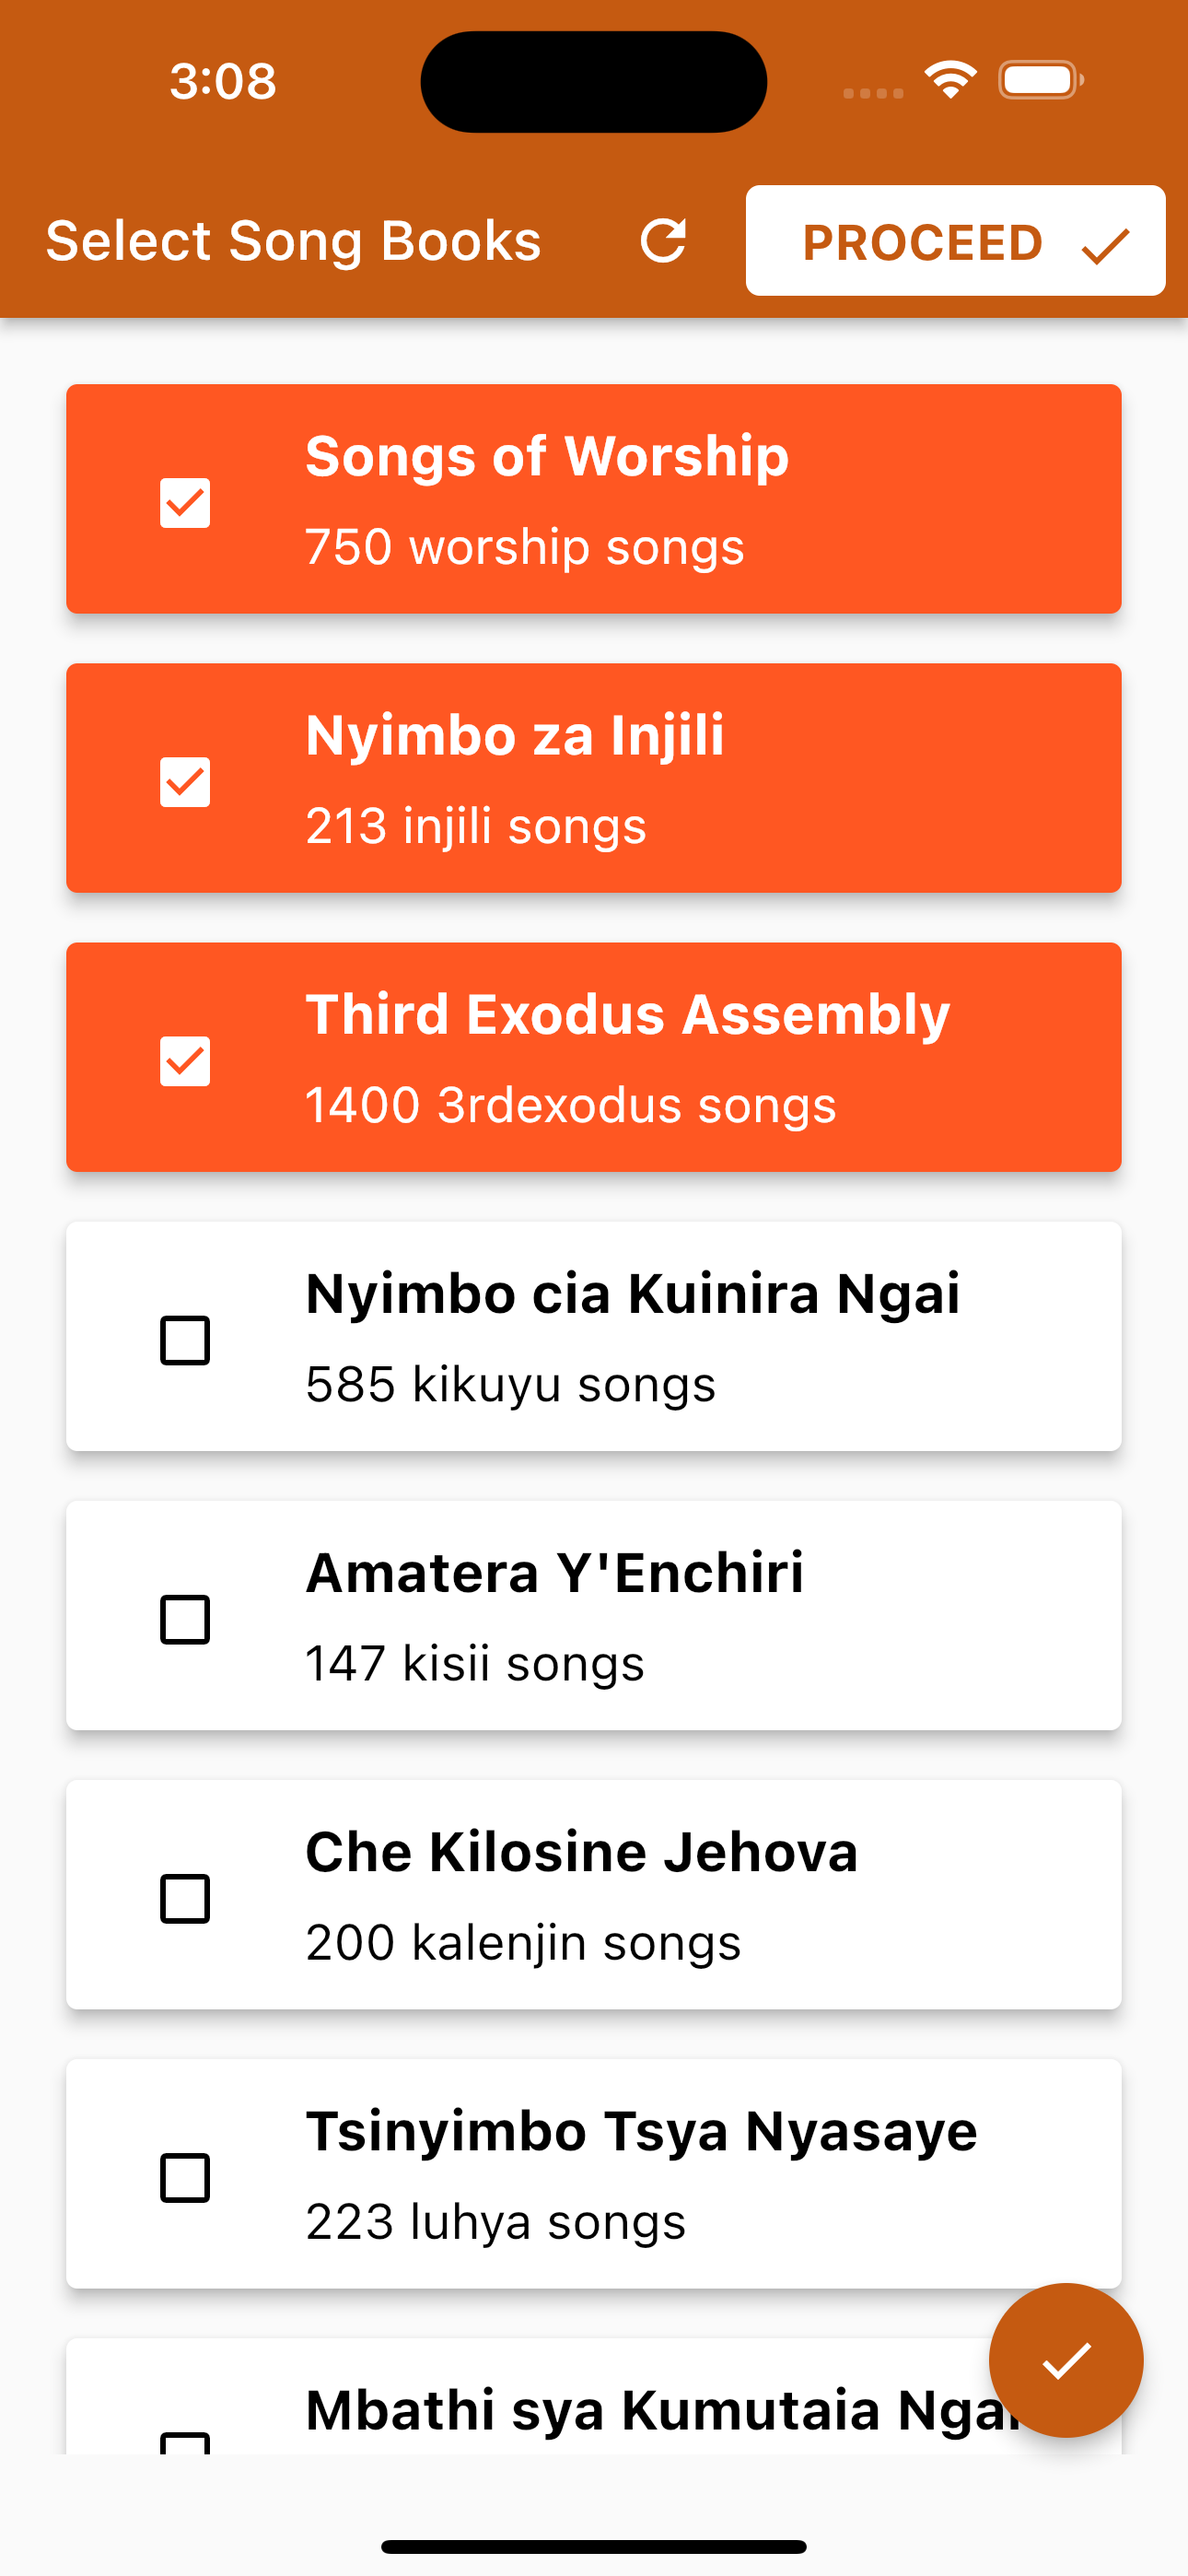 3:08
Select Song Books
PROCEED
Songs of Worship
750 worship songs
Nyimbo za Injili
213 injili songs
Third Exodus Assembly
1400 3rdexodus songs
Nyimbo cia Kuinira Ngai
585 kikuyu songs
Amatera Y'Enchiri
147 kisii songs
Che Kilosine Jehova
200 kalenjin songs
Tsinyimbo Tsya Nyasaye
223 luhya songs
Mbathi sya Kumutaia Ngai